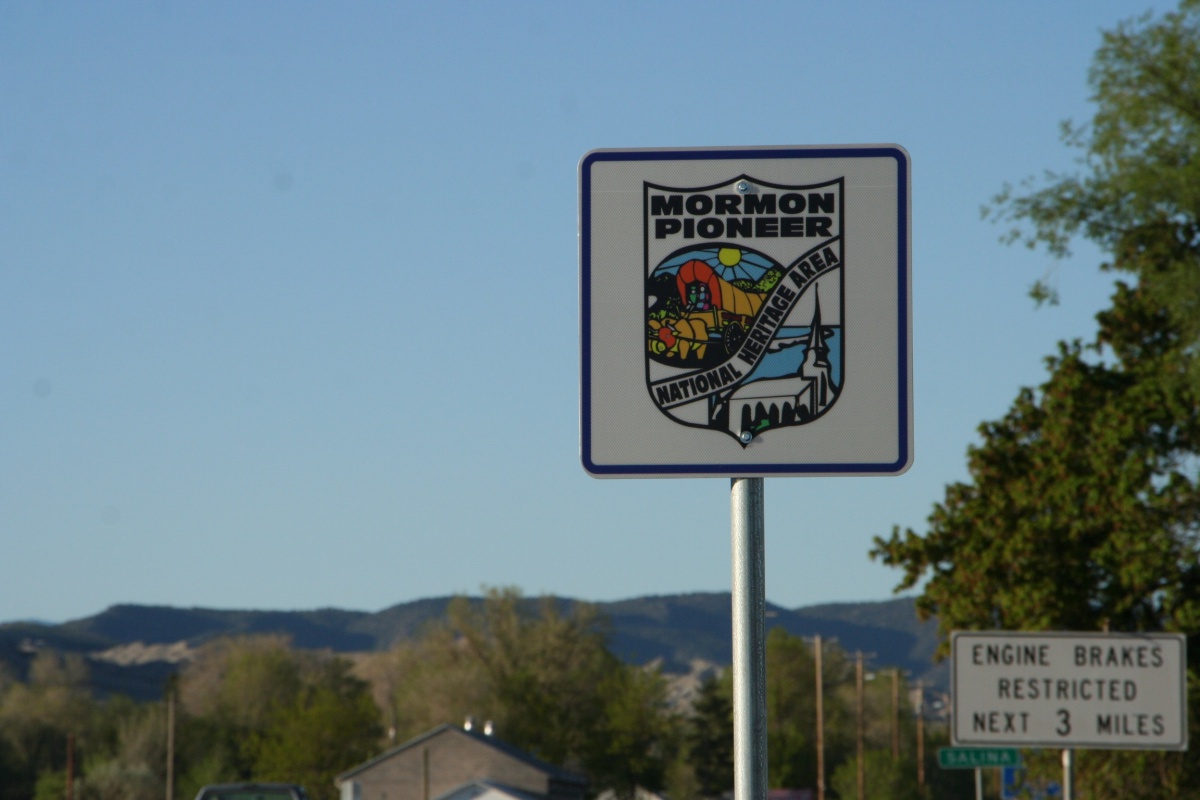 MORMON
PIONEER
NATIONAL HERITAGE AREA
ENGINE BRAKES
RESTRICTED
NEXT 3 MILES
SALINA